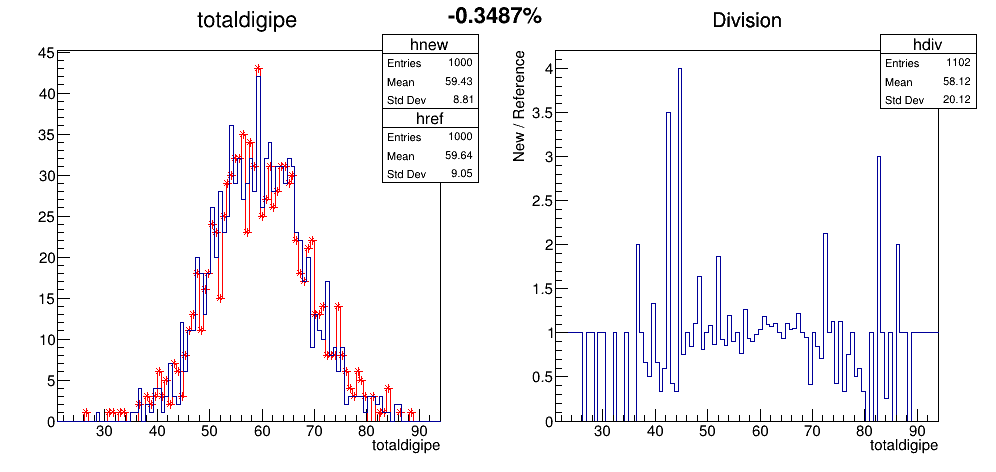 -0.3487%
totaldigipe
hnew
Entries 1000
Mean 59.43
Std Dev 8.81
href
Entries 1000
Mean 59.64
Std Dev 9.05
45
40
35
30
25
20
15
10
5
0
30 40 50 60 70 80 90
totaldigipe
Division
hdiv
Entries 1102
Mean 58.12
Std Dev 20.12
New / Reference
4
3.5
3
2.5
2
1.5
1
0.5
0
30 40 50 60 70 80 90
totaldigipe